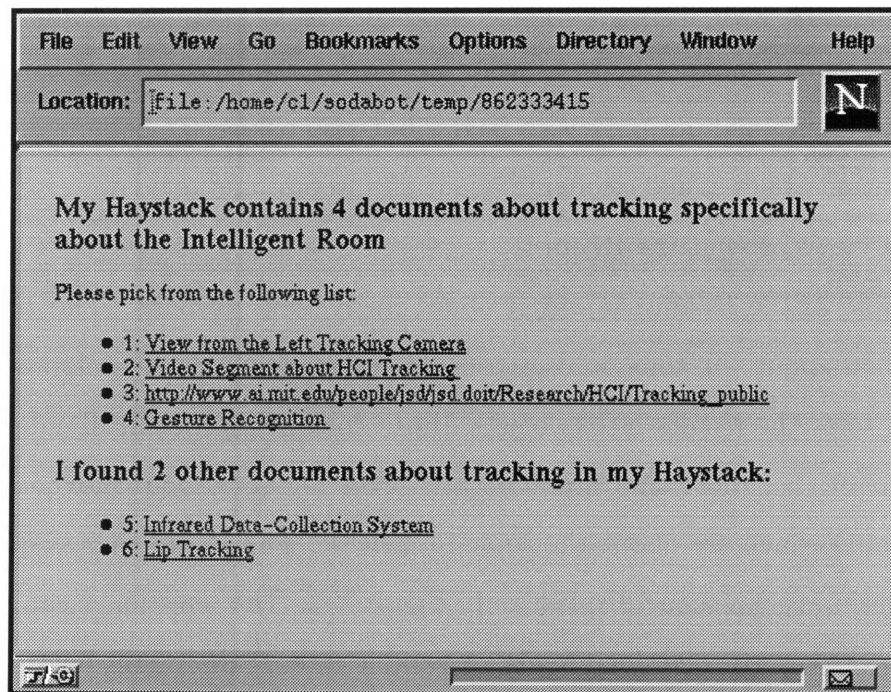 File Edit View Go Bookmarks Options Directory Window Help
Location: file:/home/c1/sodabot/temp/862333415
N
My Haystack contains 4 documents about tracking specifically
about the Intelligent Room
Please pick from the following list:
● 1: View from the Left Tracking Camera
● 2: Video Segment about HCI Tracking
● 3: http://www.ai.mit.edu/people/jsd/jsd.doit/Research/HCI/Tracking_public
● 4: Gesture Recognition
I found 2 other documents about tracking in my Haystack:
● 5: Infrared Data-Collection System
● 6: Lip Tracking